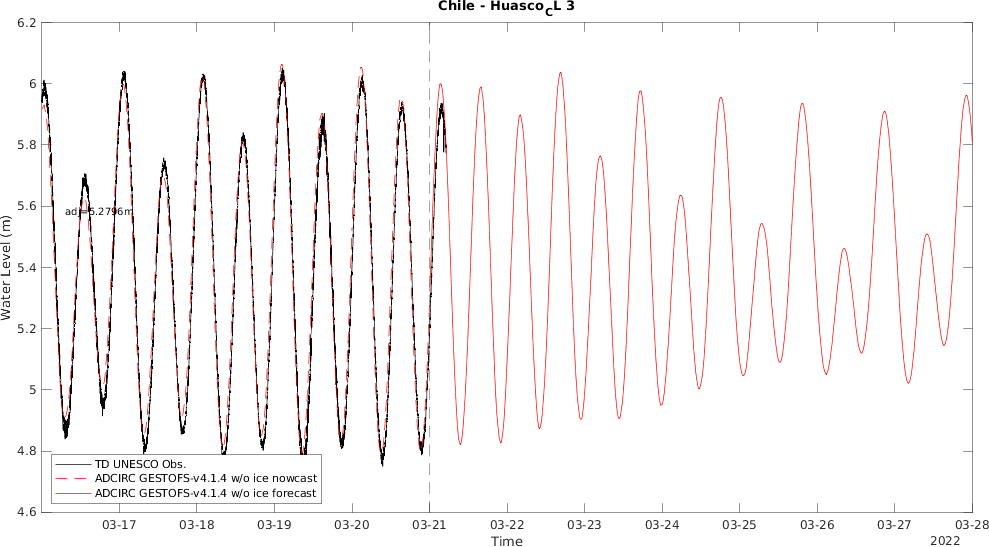 Chile - Huasco_CL 3
6.2
6
5.8
5.6
5.4
5.2
5
4.8
4.6
Water Level (m)
adj=5.2796m
TD UNESCO Obs.
ADCIRC GESTOFS-v4.1.4 w/o ice nowcast
ADCIRC GESTOFS-v4.1.4 w/o ice forecast
03-17 03-18 03-19 03-20 03-21 03-22 03-23 03-24 03-25 03-26 03-27 03-28
Time
2022